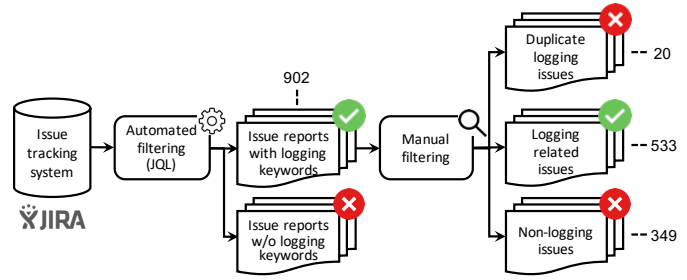 902
Issue
tracking
system
JIRA
Automated
filtering
(JQL)
Issue reports
with logging
keywords
Issue reports
w/o logging
keywords
Manual
filtering
Duplicate
logging
issues
20
Logging
related
issues
533
Non-logging
issues
349